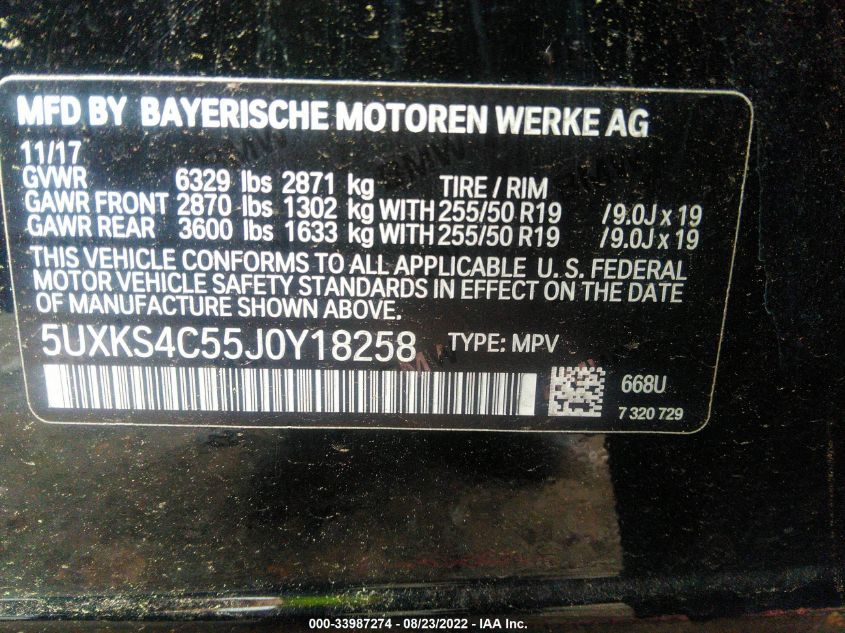 MFD BY BAYERISCHE MOTOREN WERKE AG
11/17
GVWR 6329 lbs 2871 kg TIRE / RIM
GAWR FRONT 2870 lbs 1302 kg WITH 255/50 R19 /9.0J x 19
GAWR REAR 3600 lbs 1633 kg WITH 255/50 R19 /9.0J x 19
THIS VEHICLE CONFORMS TO ALL APPLICABLE U.S. FEDERAL
MOTOR VEHICLE SAFETY STANDARDS IN EFFECT ON THE DATE
OF MANUFACTURE SHOWN ABOVE.
5UXKS4C55J0Y18258 TYPE: MPV
668U
7 320 729
000-33987274 - 08/23/2022 - IAA Inc.